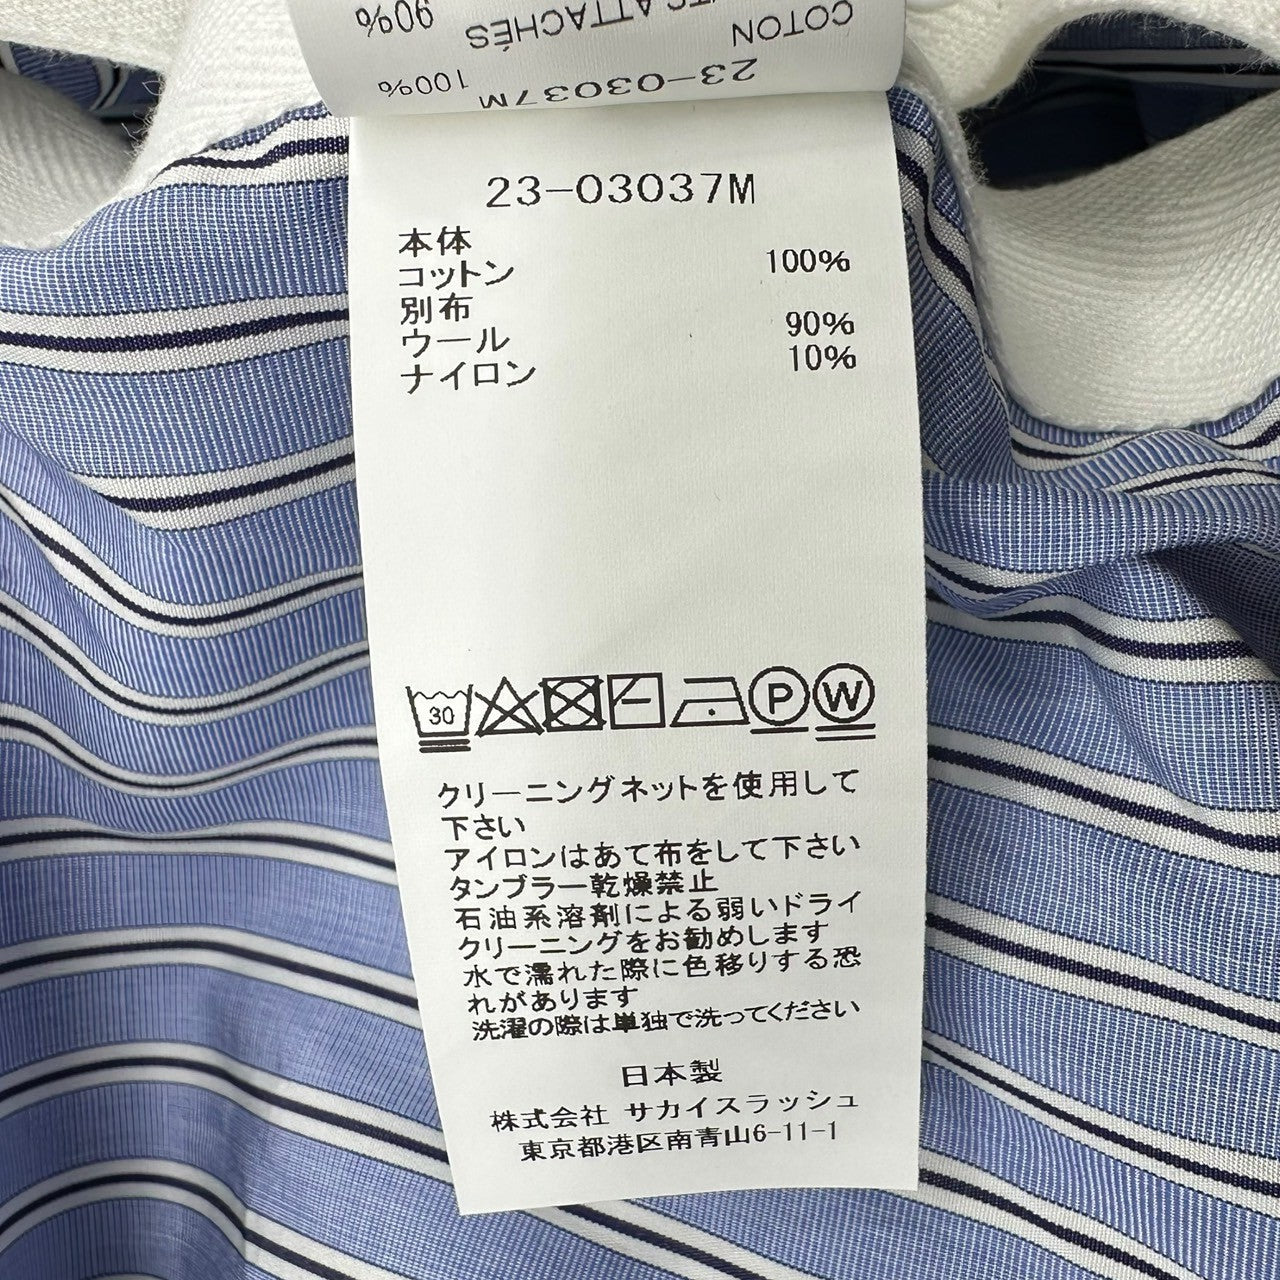 90%
TS ATTACHÉS
COTON
100%
23-03037M
23-03037M
本体
コットン 100%
別布
ウール 90%
ナイロン 10%
30 P W
クリーニングネットを使用して
下さい
アイロンはあて布をして下さい
タンブラー乾燥禁止
石油系溶剤による弱いドライ
クリーニングをお勧めします
水で濡れた際に色移りする恐
れがあります
洗濯の際は単独で洗ってください
日本製
株式会社 サカイスラッシュ
東京都港区南青山6-11-1